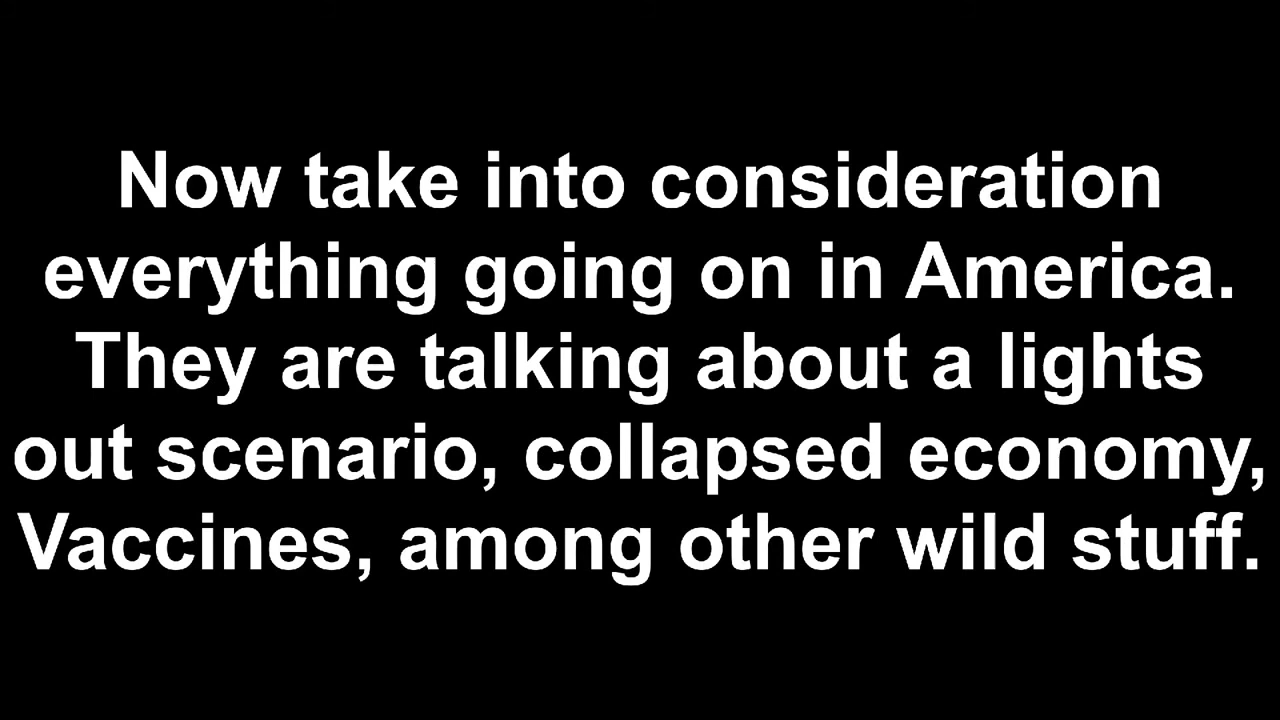 Now take into consideration
everything going on in America.
They are talking about a lights
out scenario, collapsed economy,
Vaccines, among other wild stuff.